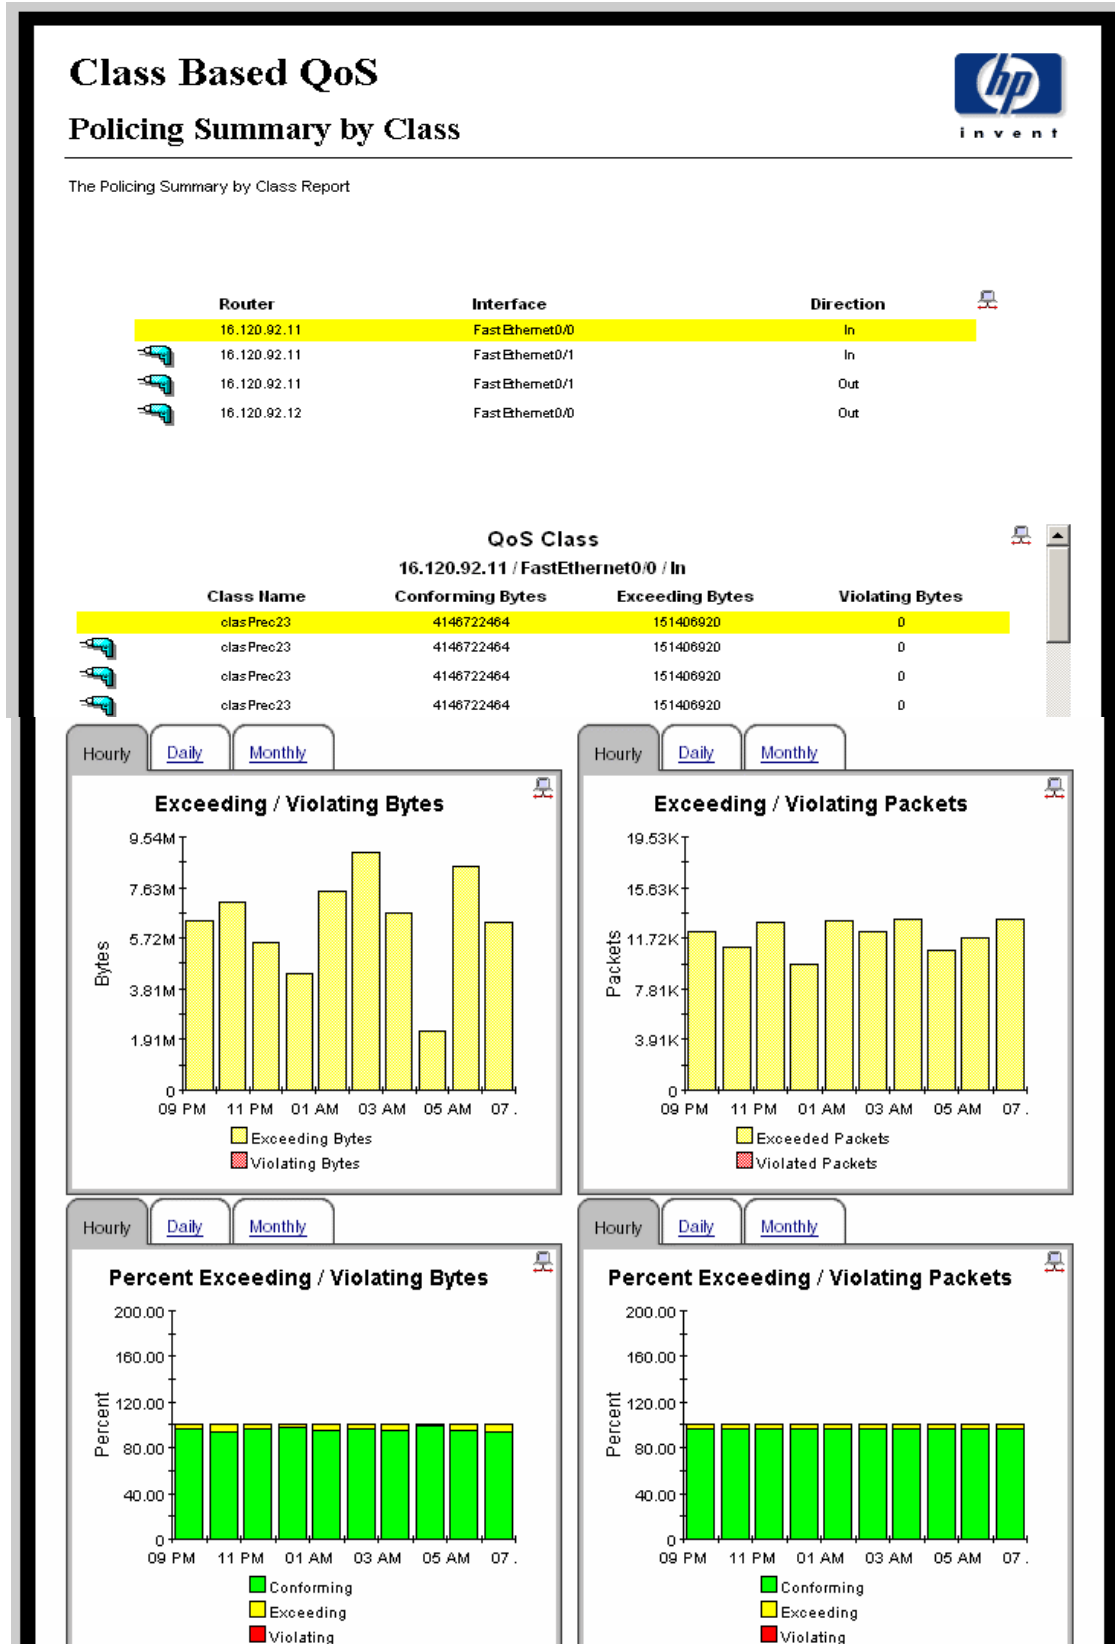 Class Based QoS
hp
Policing Summary by Class
invent
The Policing Summary by Class Report
Router Interface Direction
16.120.92.11 FastEthernet0/0 In
16.120.92.11 FastEthernet0/1 In
16.120.92.11 FastEthernet0/1 Out
16.120.92.12 FastEthernet0/0 Out
QoS Class
16.120.92.11 / FastEthernet0/0 / In
Class Name Conforming Bytes Exceeding Bytes Violating Bytes
clasPrec23 4146722464 151406920 0
clasPrec23 4146722464 151406920 0
clasPrec23 4146722464 151406920 0
clasPrec23 4146722464 151406920 0
Hourly Daily Monthly
Exceeding / Violating Bytes
9.54M
7.63M
5.72M
3.81M
1.91M
0
Bytes
09 PM 11 PM 01 AM 03 AM 05 AM 07 .
Exceeding Bytes
Violating Bytes
Hourly Daily Monthly
Exceeding / Violating Packets
19.53K
15.63K
11.72K
7.81K
3.91K
0
Packets
09 PM 11 PM 01 AM 03 AM 05 AM 07 .
Exceeded Packets
Violated Packets
Hourly Daily Monthly
Percent Exceeding / Violating Bytes
200.00
160.00
120.00
80.00
40.00
0
Percent
09 PM 11 PM 01 AM 03 AM 05 AM 07 .
Conforming
Exceeding
Violating
Hourly Daily Monthly
Percent Exceeding / Violating Packets
200.00
160.00
120.00
80.00
40.00
0
Percent
09 PM 11 PM 01 AM 03 AM 05 AM 07 .
Conforming
Exceeding
Violating